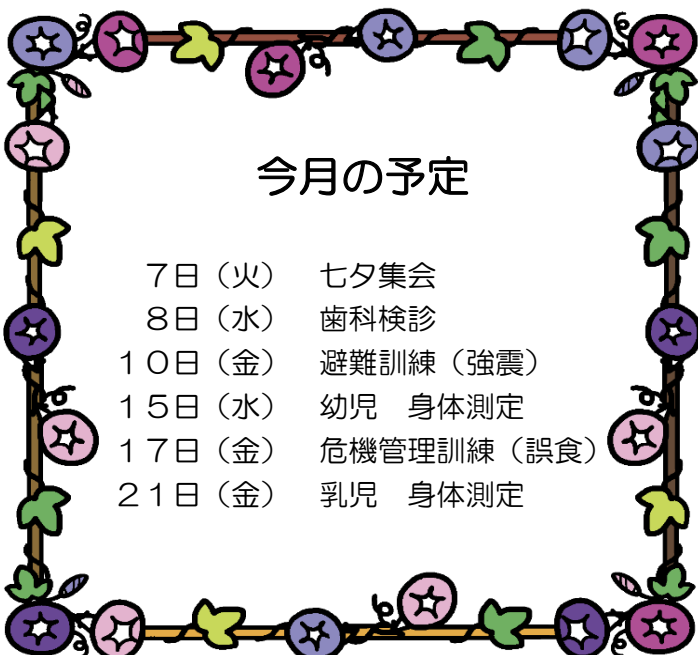 今月の予定
7日（火）　七夕集会
8日（水）　歯科検診
10日（金）　避難訓練（強震）
15日（水）　幼児　身体測定
17日（金）　危機管理訓練（誤食）
21日（金）　乳児　身体測定